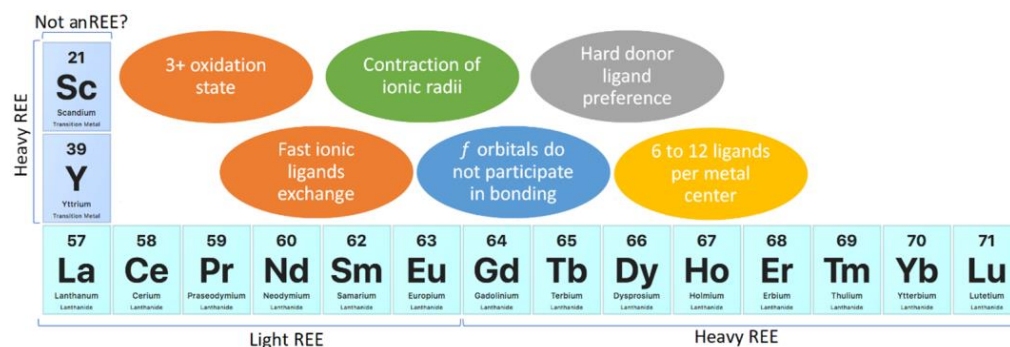 Not an REE?
Heavy REE
21
Sc
Scandium
Transition Metal
39
Y
Yttrium
Transition Metal
3+ oxidation
state
Contraction of
ionic radii
Hard donor
ligand
preference
Fast ionic
ligands
exchange
f orbitals do
not participate
in bonding
6 to 12 ligands
per metal
center
57
La
Lanthanum
Lanthanide
58
Ce
Cerium
Lanthanide
59
Pr
Praseodymium
Lanthanide
60
Nd
Neodymium
Lanthanide
62
Sm
Samarium
Lanthanide
63
Eu
Europium
Lanthanide
64
Gd
Gadolinium
Lanthanide
65
Tb
Terbium
Lanthanide
66
Dy
Dysprosium
Lanthanide
67
Ho
Holmium
Lanthanide
68
Er
Erbium
Lanthanide
69
Tm
Thulium
Lanthanide
70
Yb
Ytterbium
Lanthanide
71
Lu
Lutetium
Lanthanide
Light REE
Heavy REE